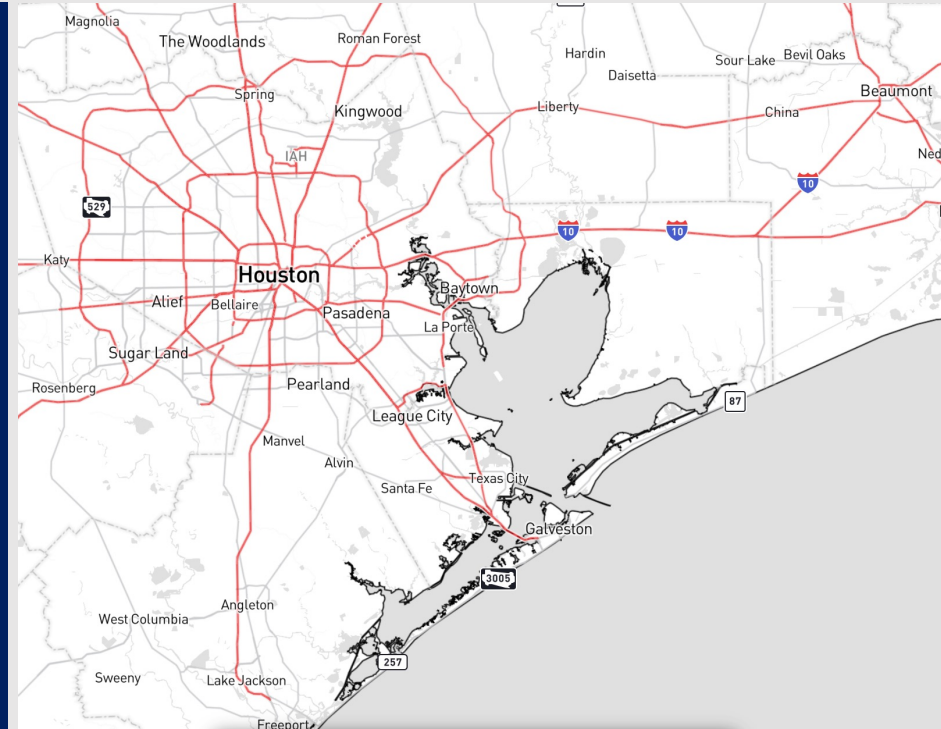 Magnolia
The Woodlands
Roman Forest
Hardin
Sour Lake
Bevil Oaks
Daisetta
Spring
Beaumont
Kingwood
Liberty
China
IAH
10
529
10
10
Katy
Houston
Baytown
Alief
Bellaire
Pasadena
La Porte
Sugar Land
Rosenberg
Pearland
87
League City
Manvel
Alvin
Texas City
Santa Fe
Galveston
3005
Angleton
West Columbia
257
Sweeny
Lake Jackson
Freeport